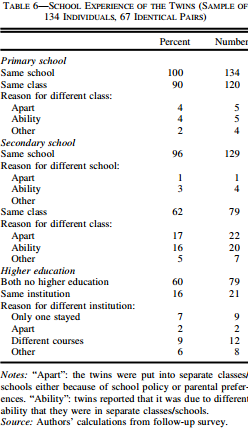 TABLE 6—SCHOOL EXPERIENCE OF THE TWINS (SAMPLE OF
134 INDIVIDUALS, 67 IDENTICAL PAIRS)
Percent Number
Primary school
Same school 100 134
Same class 90 120
Reason for different class:
Apart 4 5
Ability 4 5
Other 2 4
Secondary school
Same school 96 129
Reason for different school:
Apart 1 1
Ability 3 4
Other
Same class 62 79
Reason for different class:
Apart 17 22
Ability 16 20
Other 5 7
Higher education
Both no higher education 60 79
Same institution 16 21
Reason for different institution:
Only one stayed 7 9
Apart 2 2
Different courses 9 12
Other 6 8
Notes: “Apart”: the twins were put into separate classes/
schools either because of school policy or parental prefer-
ences. “Ability”: twins reported that it was due to different
ability that they were in separate classes/schools.
Source: Authors’ calculations from follow-up survey.